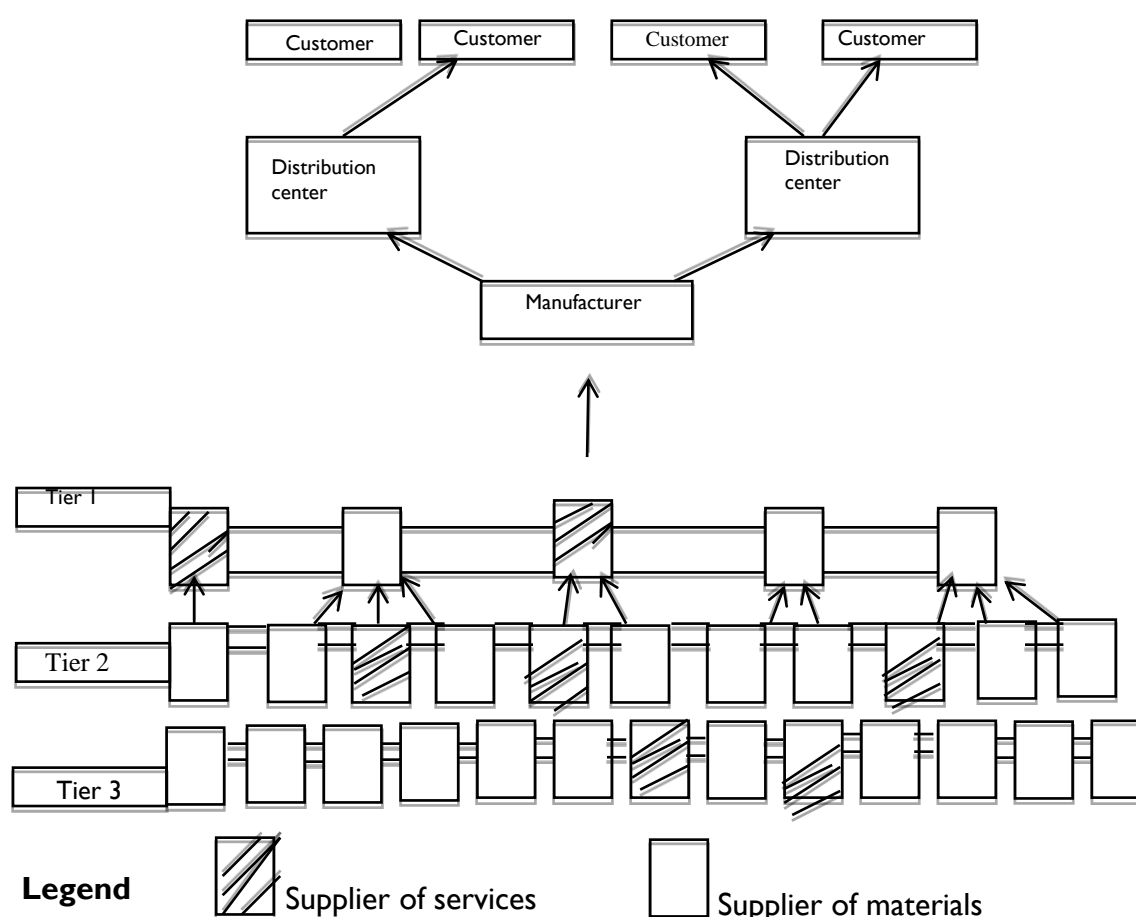 Customer
Customer
Customer
Customer
Distribution
center
Distribution
center
Manufacturer
Tier 1
Tier 2
Tier 3
Legend
Supplier of services
Supplier of materials